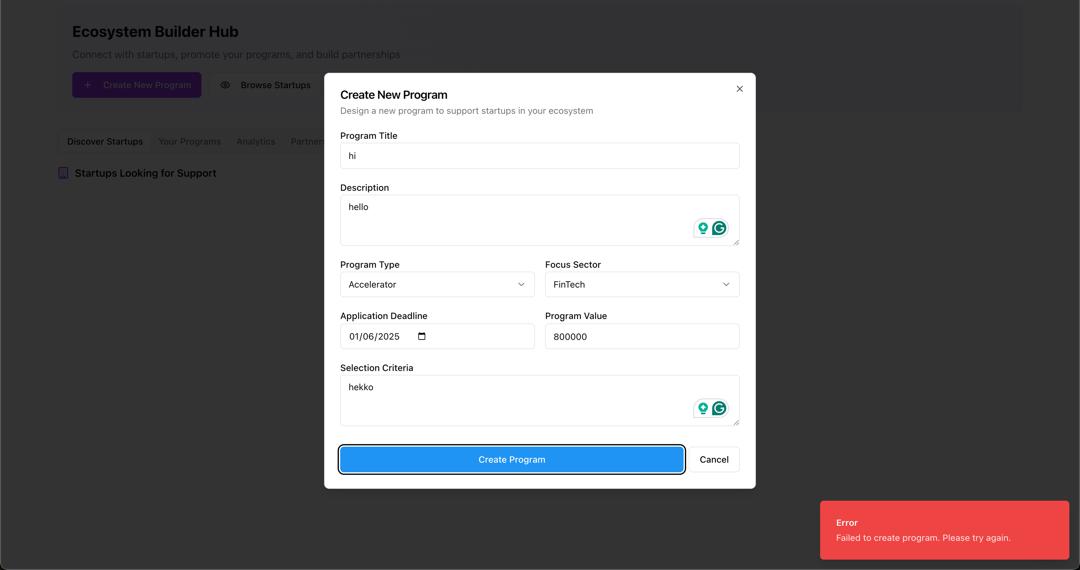 Ecosystem Builder Hub
Connect with startups, promote your programs, and build partnerships
Create New Program
Browse Startups
Discover Startups
Your Programs
Analytics
Partner
Startups Looking for Support
Create New Program
Design a new program to support startups in your ecosystem
Program Title
hi
Description
hello
Program Type
Focus Sector
Accelerator
FinTech
Application Deadline
Program Value
01/06/2025
800000
Selection Criteria
hekko
Create Program
Cancel
Error
Failed to create program. Please try again.